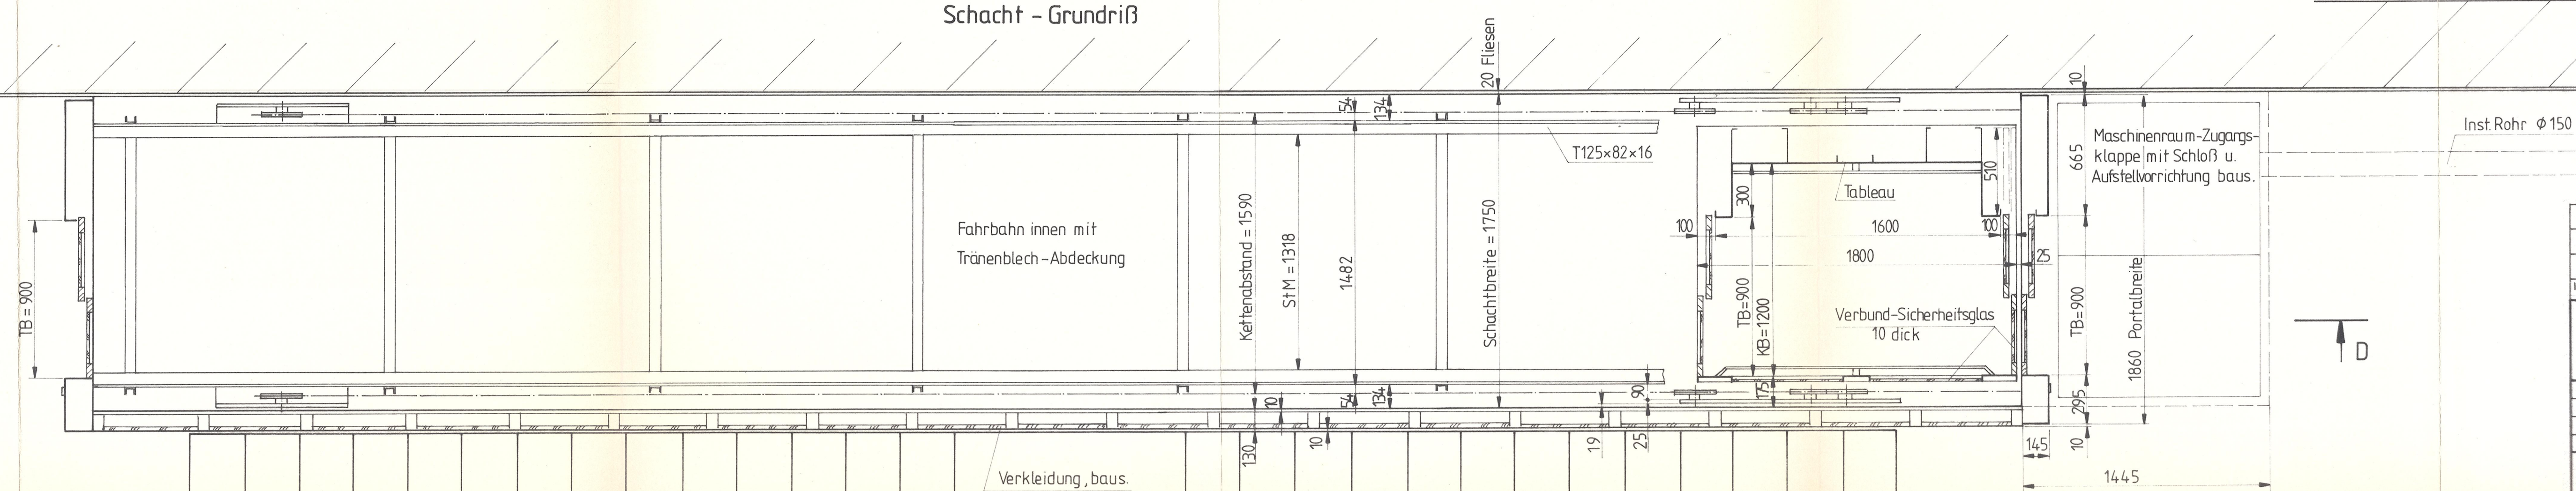 Schacht - Grundriß
20 Fliesen
54
134
10
T125×82×16
Inst. Rohr Φ 150
Maschinenraum-Zugangs-
klappe mit Schloß u.
Aufstellvorrichtung baus.
665
510
300
Tableau
100
1600
100
1800
25
Fahrbahn innen mit
Tränenblech-Abdeckung
Kettenabstand = 1590
StM = 1318
1482
Schachtbreite = 1750
TB = 900
TB=900
KB=1200
Verbund-Sicherheitsglas
10 dick
TB=900
1860 Portalbreite
D
10
54
134
90
175
295
130
10
19
25
145
10
Verkleidung, baus.
1445